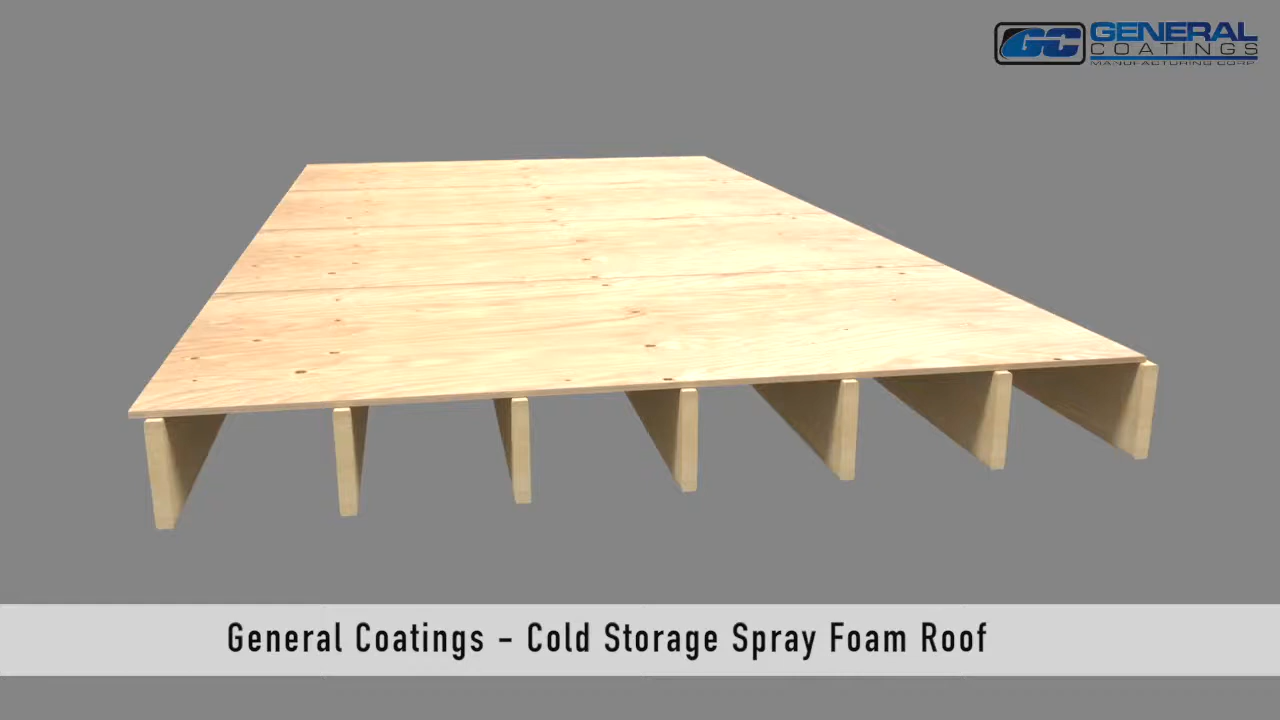 GC GENERAL
COATINGS
MANUFACTURING CORP
General Coatings - Cold Storage Spray Foam Roof